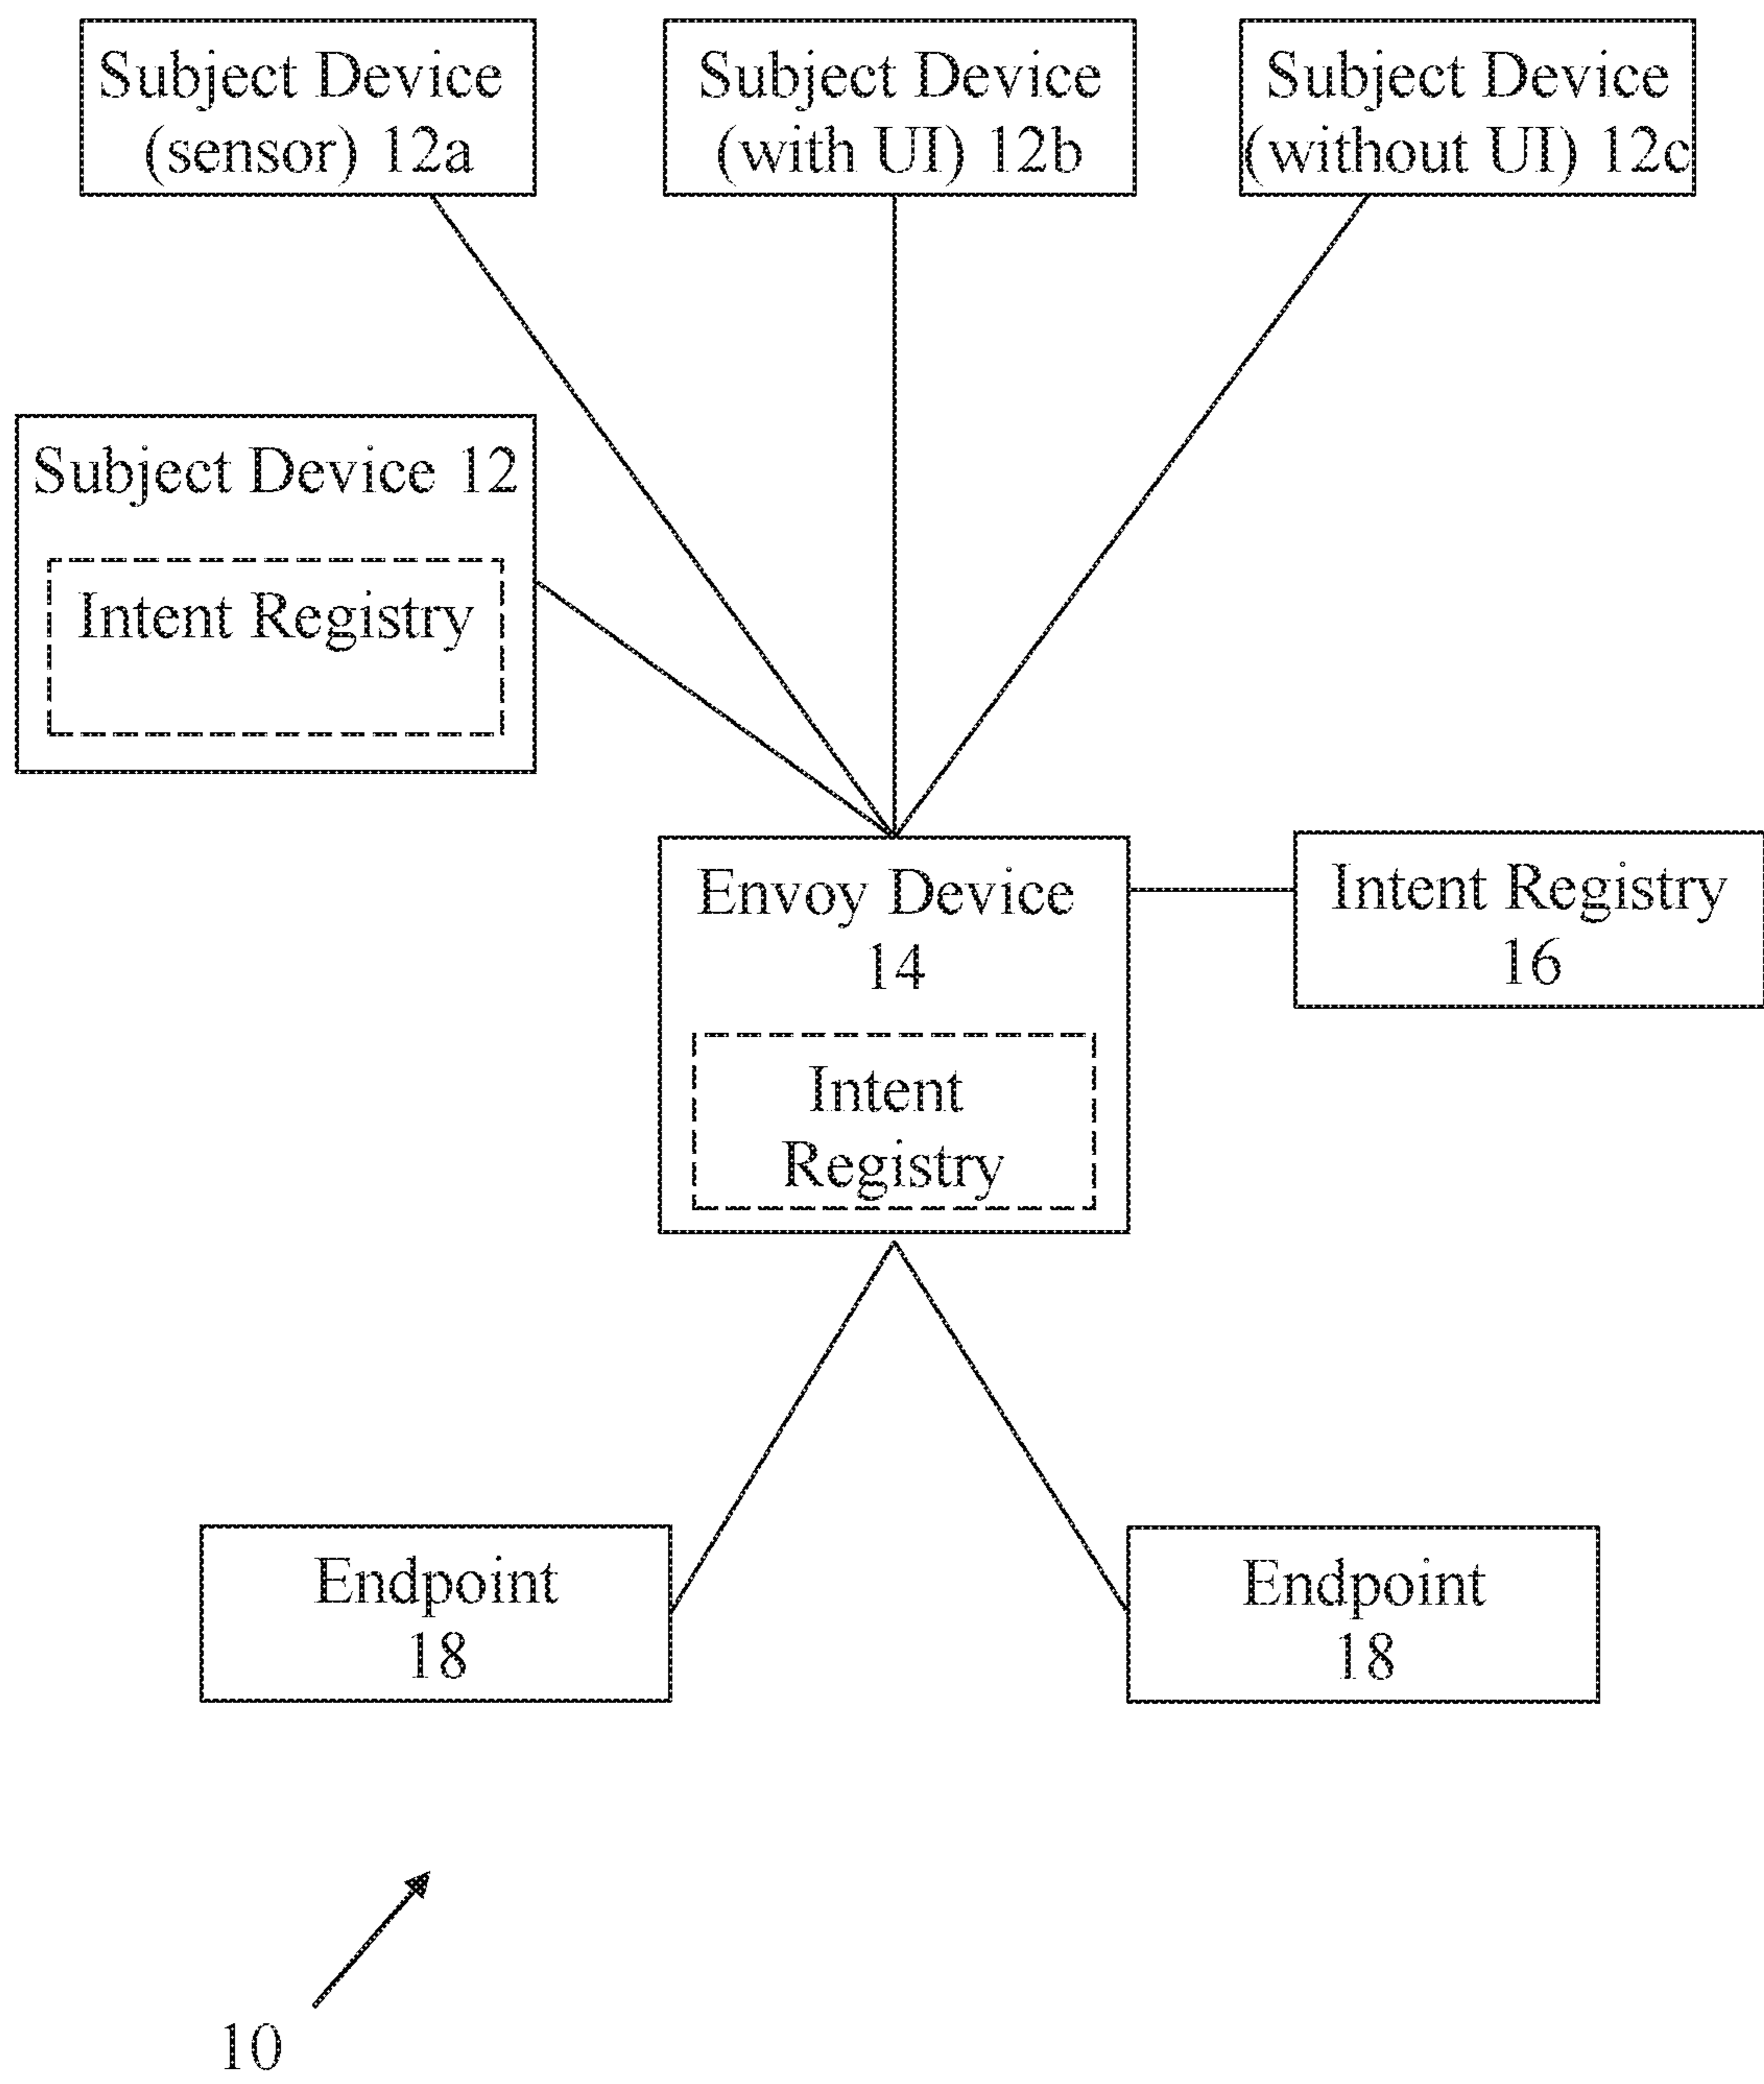 Subject Device
(sensor) 12a
Subject Device
(with UI) 12b
Subject Device
(without UI) 12c
Subject Device 12
Intent Registry
Envoy Device
14
Intent
Registry
Intent Registry
16
Endpoint
18
Endpoint
18
10